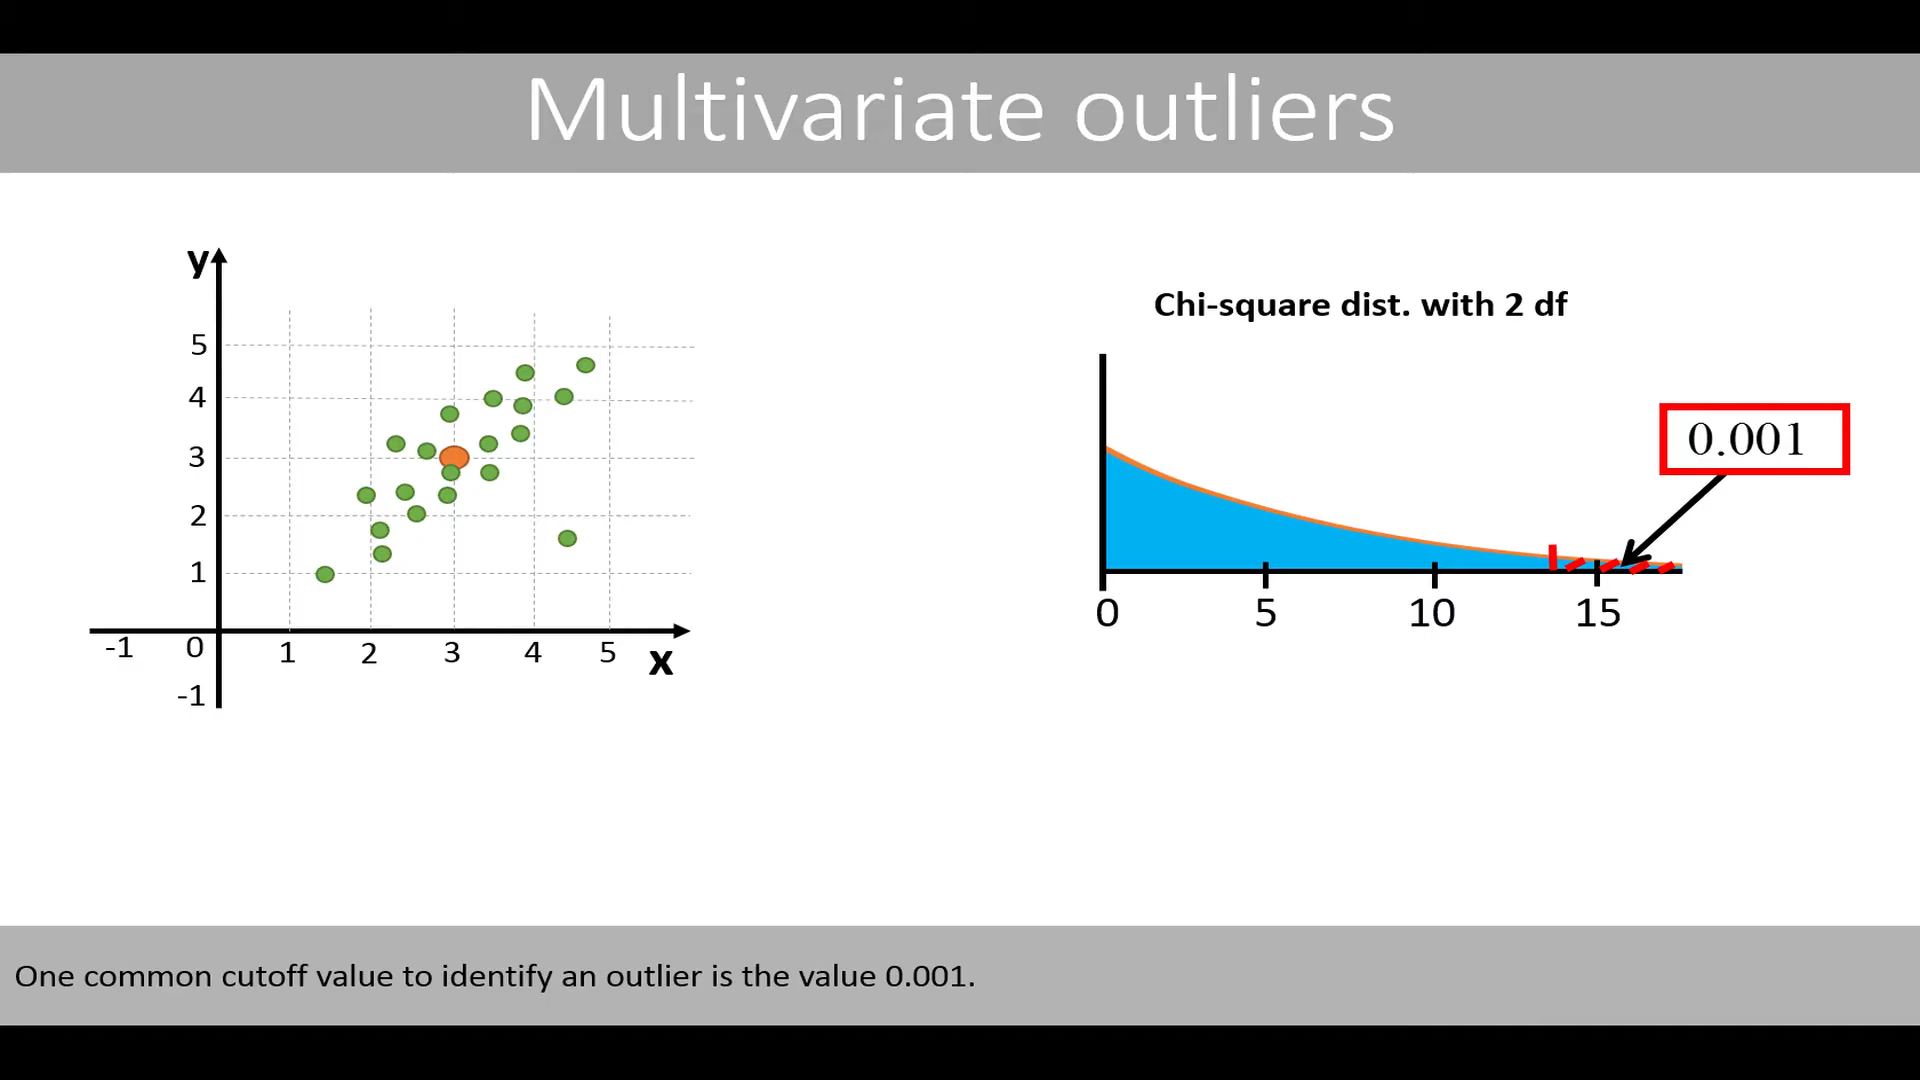 Multivariate outliers
y
5
4
3
2
1
-1 0 1 2 3 4 5 x
-1
Chi-square dist. with 2 df
0.001
0 5 10 15
One common cutoff value to identify an outlier is the value 0.001.